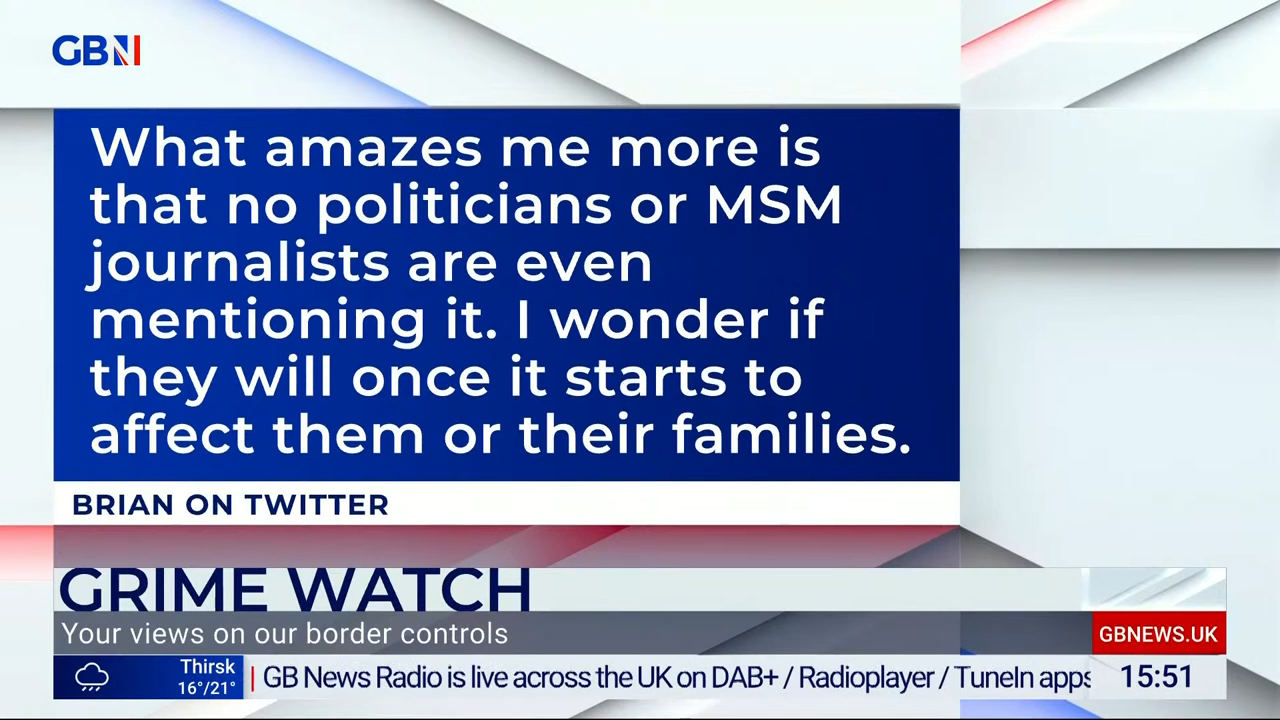 GBN
What amazes me more is
that no politicians or MSM
journalists are even
mentioning it. I wonder if
they will once it starts to
affect them or their families.
BRIAN ON TWITTER
GRIME WATCH
Your views on our border controls
GBNEWS.UK
Thirsk
16°/21°
GB News Radio is live across the UK on DAB+ / Radioplayer / TuneIn apps
15:51